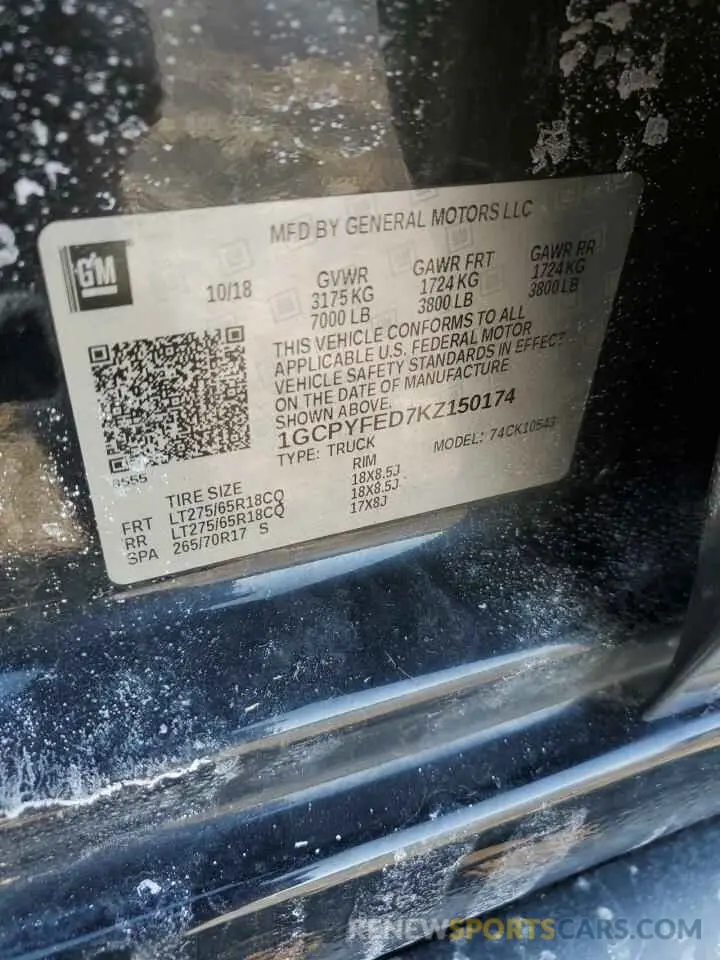 MFD BY GENERAL MOTORS LLC
GM
10/18
GVWR
3175 KG
7000 LB
GAWR FRT
1724 KG
3800 LB
GAWR RR
1724 KG
3800 LB
THIS VEHICLE CONFORMS TO ALL
APPLICABLE U.S. FEDERAL MOTOR
VEHICLE SAFETY STANDARDS IN EFFECT
ON THE DATE OF MANUFACTURE
SHOWN ABOVE.
1GCPYFED7KZ150174
TYPE: TRUCK
MODEL: 74CK10543
TIRE SIZE
RIM
FRT LT275/65R18CQ 18X8.5J
RR LT275/65R18CQ 18X8.5J
SPA 265/70R17 S 17X8J
RENEWSPORTSCARS.COM